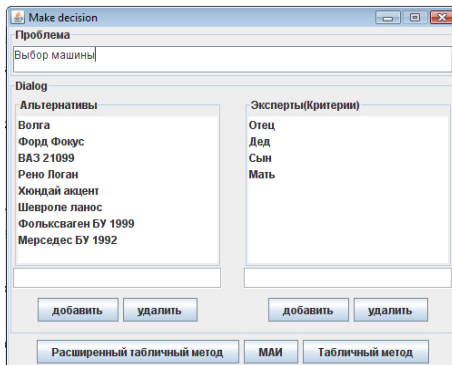 Make decision
Проблема
Выбор машины
Dialog
Альтернативы
Волга
Форд Фокус
ВАЗ 21099
Рено Логан
Хюндай акцент
Шевроле ланос
Фольксваген БУ 1999
Мерседес БУ 1992
добавить удалить
Эксперты(Критерии)
Отец
Дед
Сын
Мать
добавить удалить
Расширенный табличный метод МАИ Табличный метод